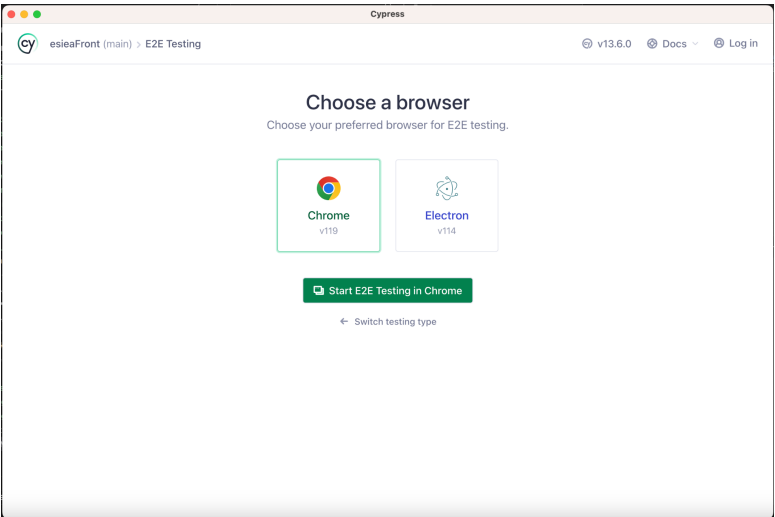 Cypress
cy esieaFront (main) > E2E Testing v13.6.0 Docs Log in
Choose a browser
Choose your preferred browser for E2E testing.
Chrome Electron
v119 v114
Start E2E Testing in Chrome
← Switch testing type